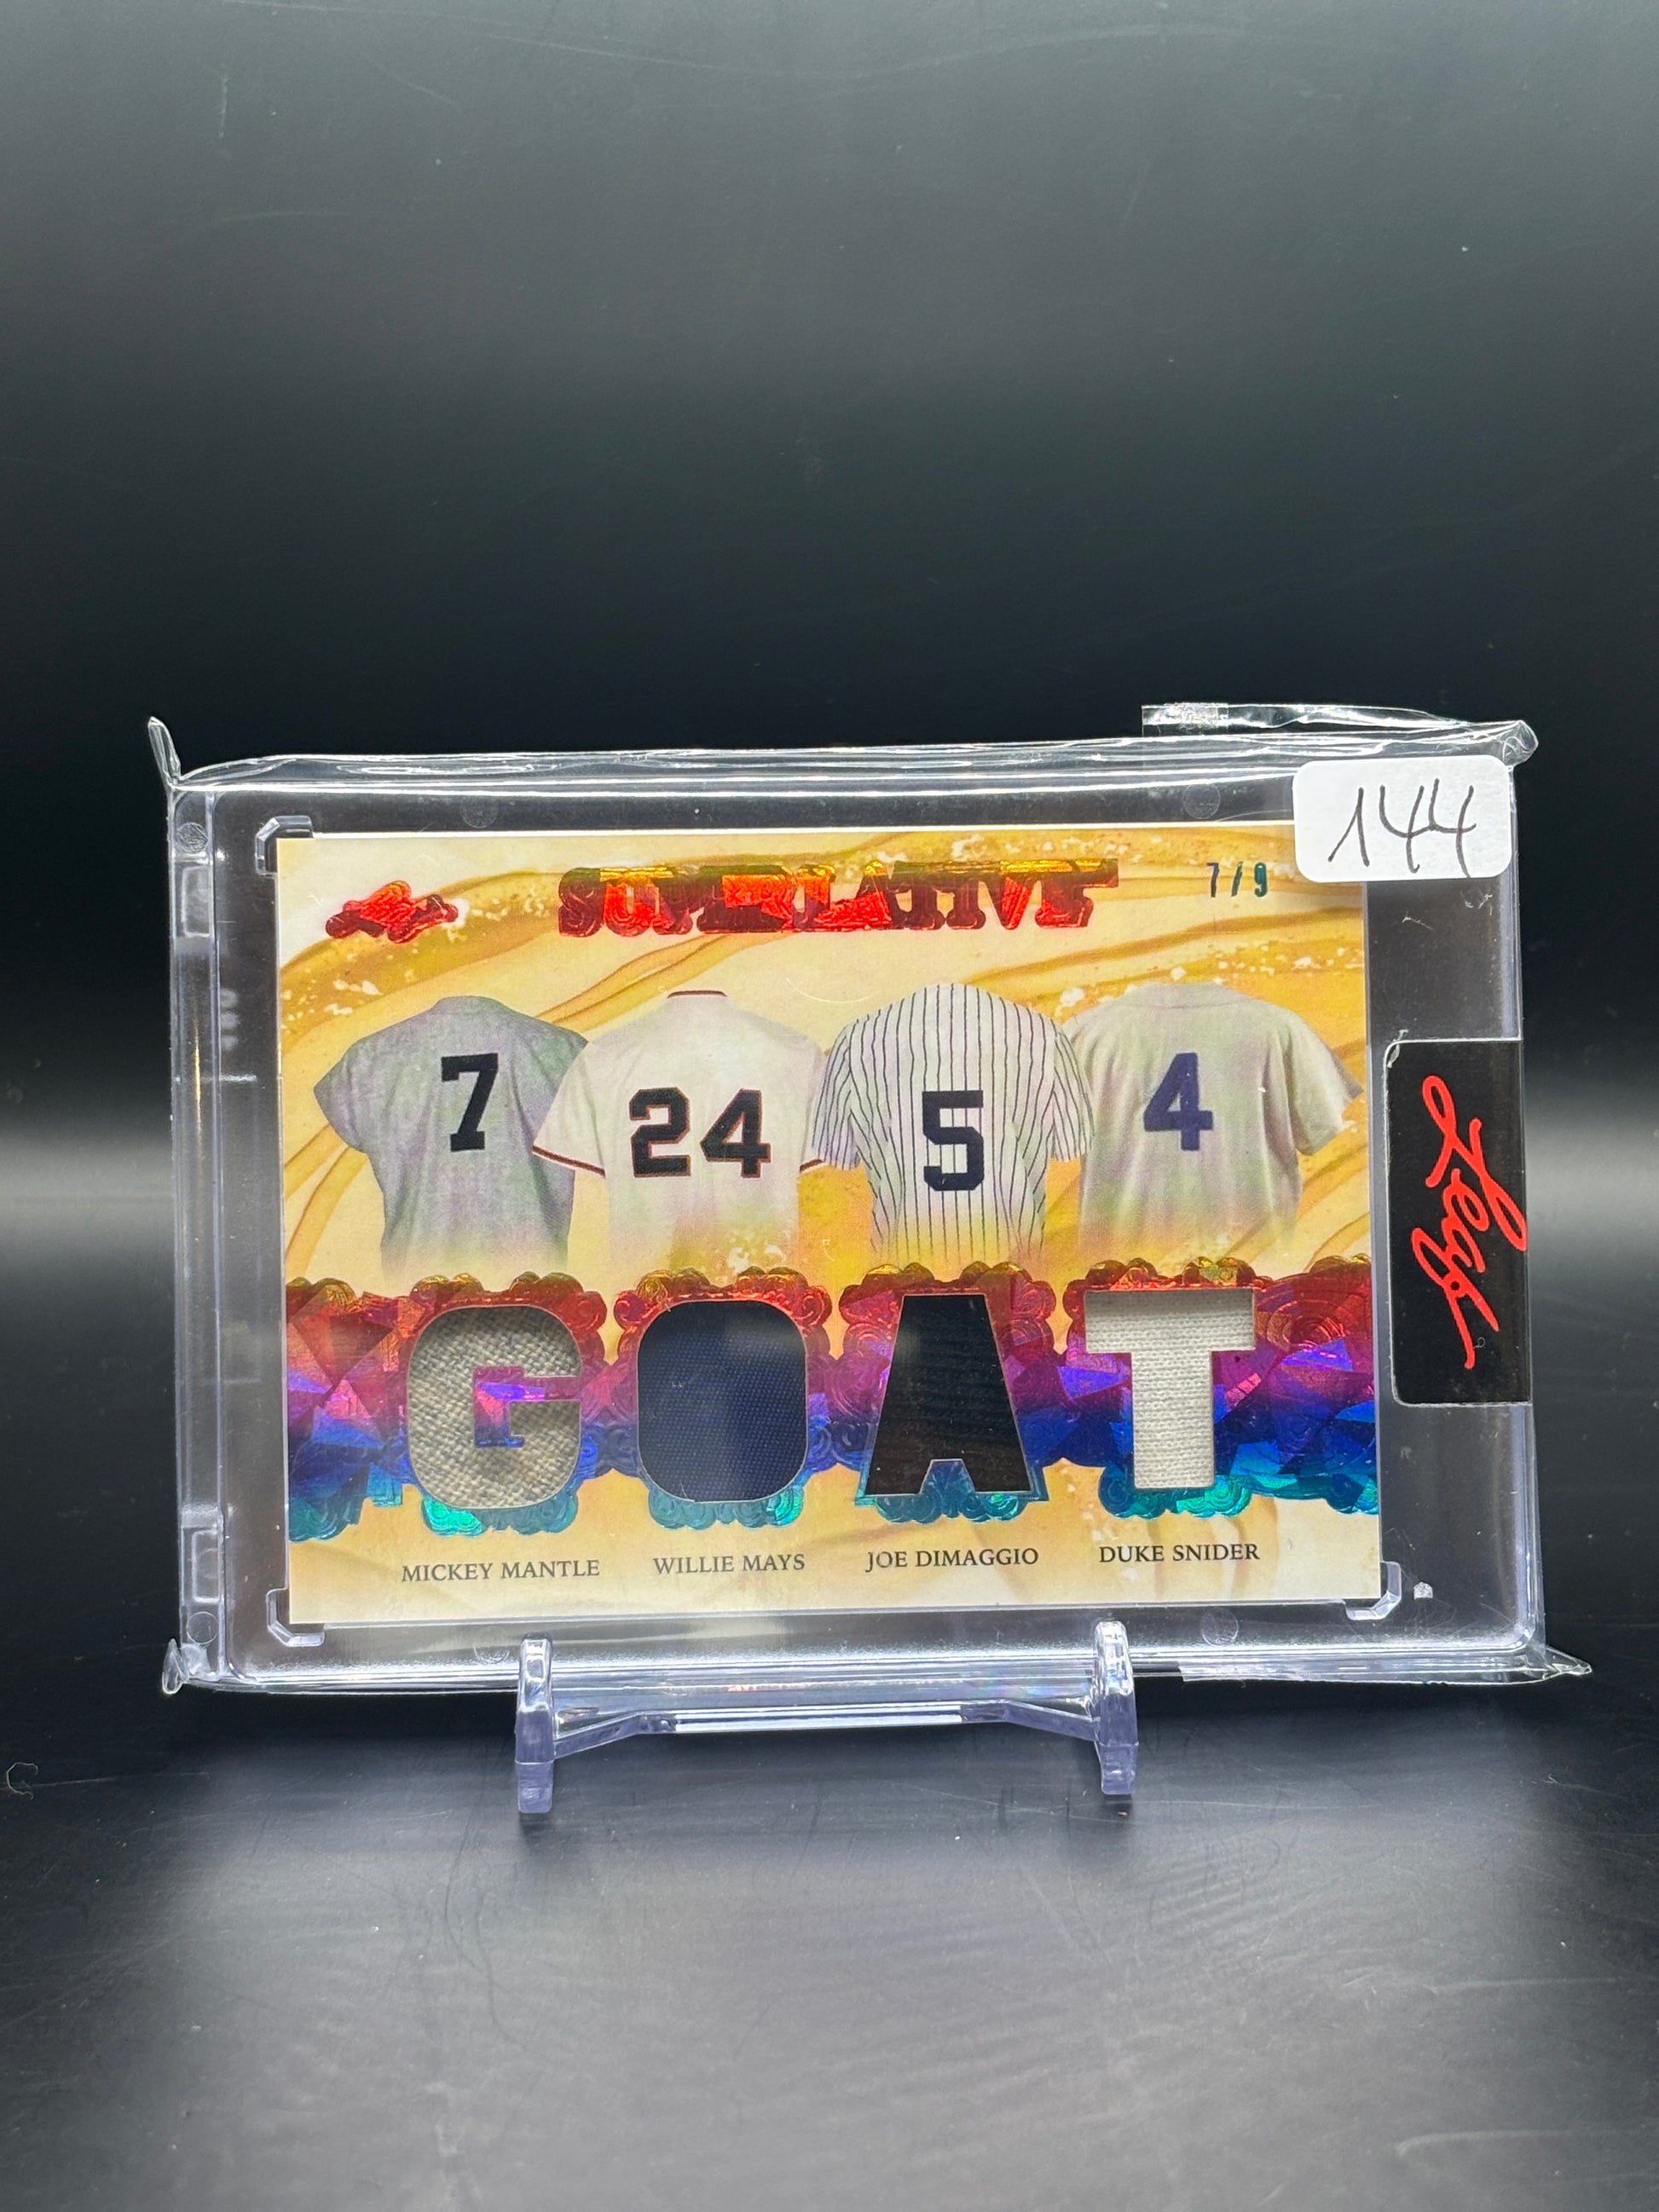 144
SUPERLATIVE
7/9
7
24
5
4
Leaf
GOAT
MICKEY MANTLE
WILLIE MAYS
JOE DIMAGGIO
DUKE SNIDER